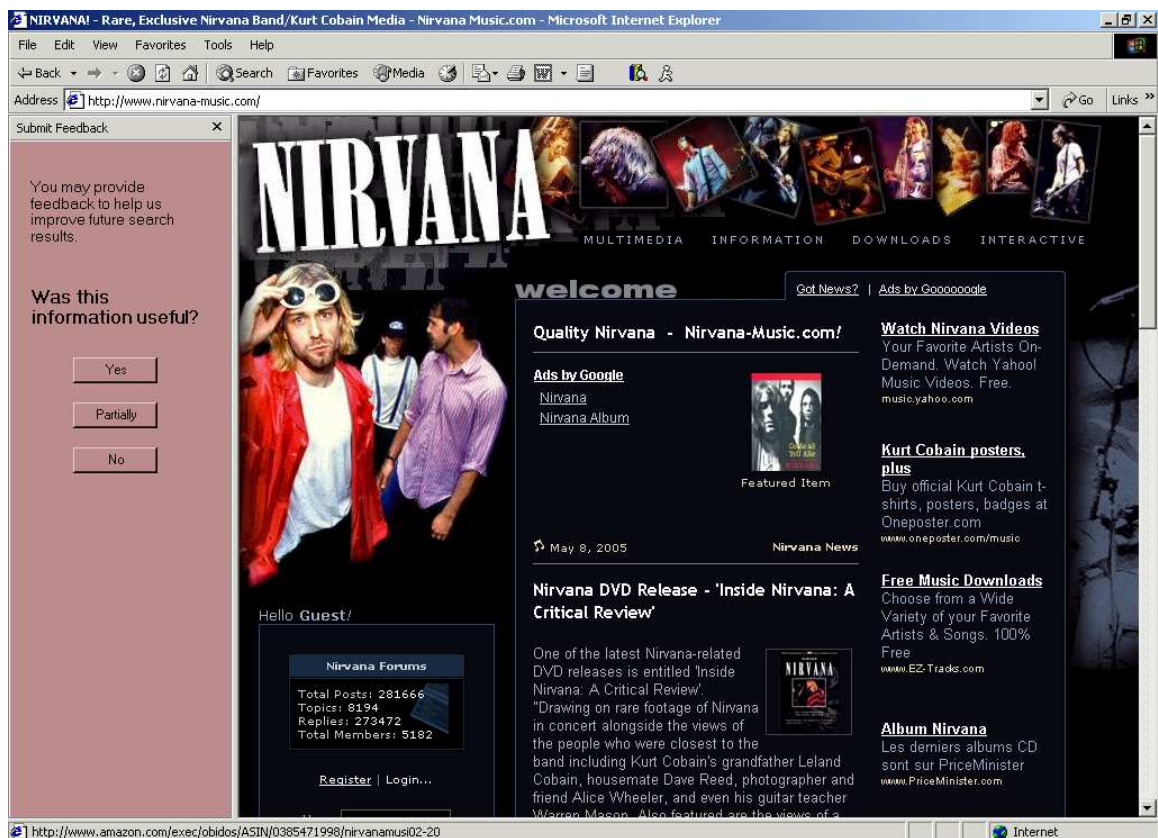 NIRVANA! - Rare, Exclusive Nirvana Band/Kurt Cobain Media - Nirvana Music.com - Microsoft Internet Explorer
File Edit View Favorites Tools Help
Back Search Favorites Media
Address http://www.nirvana-music.com/ Go Links »
Submit Feedback X
You may provide
feedback to help us
improve future search
results.
Was this
information useful?
Yes
Partially
No
NIRVANA
MULTIMEDIA INFORMATION DOWNLOADS INTERACTIVE
welcome
Got News? | Ads by Goooooogle
Quality Nirvana - Nirvana-Music.com!
Ads by Google
Nirvana
Nirvana Album
Featured Item
May 8, 2005 Nirvana News
Nirvana DVD Release - 'Inside Nirvana: A
Critical Review'
One of the latest Nirvana-related
DVD releases is entitled 'Inside
Nirvana: A Critical Review'.
"Drawing on rare footage of Nirvana
in concert alongside the views of
the people who were closest to the
band including Kurt Cobain's grandfather Leland
Cobain, housemate Dave Reed, photographer and
friend Alice Wheeler, and even his guitar teacher
Warren Mason. Also featured are the views of a
NIRVANA
Watch Nirvana Videos
Your Favorite Artists On-
Demand. Watch Yahoo!
Music Videos. Free.
music.yahoo.com
Kurt Cobain posters,
plus
Buy official Kurt Cobain t-
shirts, posters, badges at
Oneposter.com
www.oneposter.com/music
Free Music Downloads
Choose from a Wide
Variety of your Favorite
Artists & Songs. 100%
Free
www.EZ-Tracks.com
Album Nirvana
Les derniers albums CD
sont sur PriceMinister
www.PriceMinister.com
Hello Guest!
Nirvana Forums
Total Posts: 281666
Topics: 8194
Replies: 273472
Total Members: 5182
Register | Login...
http://www.amazon.com/exec/obidos/ASIN/0385471998/nirvanamusi02-20 Internet